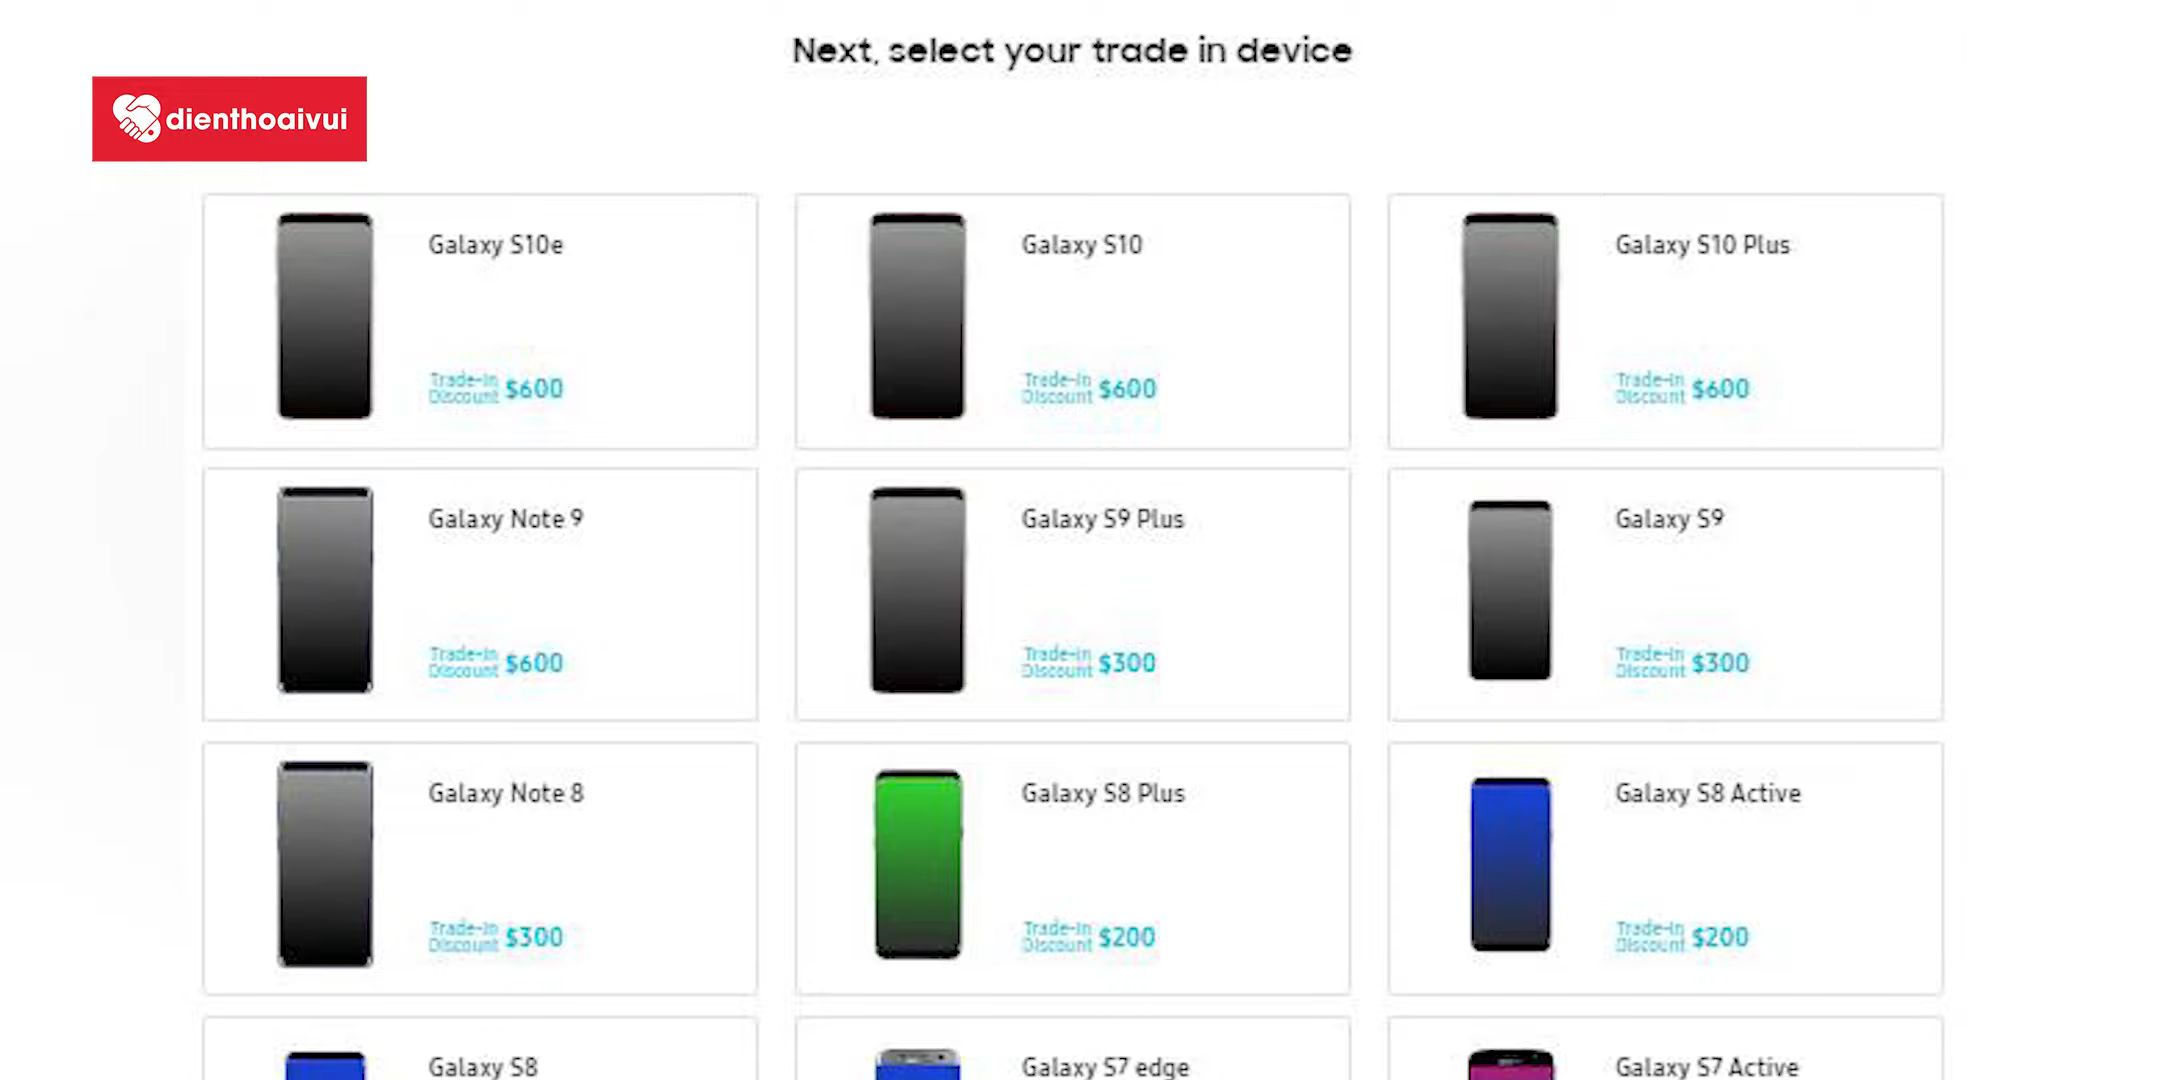 Next, select your trade in device
dienthoaivui
Galaxy S10e
Trade-In
Discount $600
Galaxy S10
Trade-In
Discount $600
Galaxy S10 Plus
Trade-In
Discount $600
Galaxy Note 9
Trade-In
Discount $600
Galaxy S9 Plus
Trade-In
Discount $300
Galaxy S9
Trade-In
Discount $300
Galaxy Note 8
Trade-In
Discount $300
Galaxy S8 Plus
Trade-In
Discount $200
Galaxy S8 Active
Trade-In
Discount $200
Galaxy S8
Galaxy S7 edge
Galaxy S7 Active